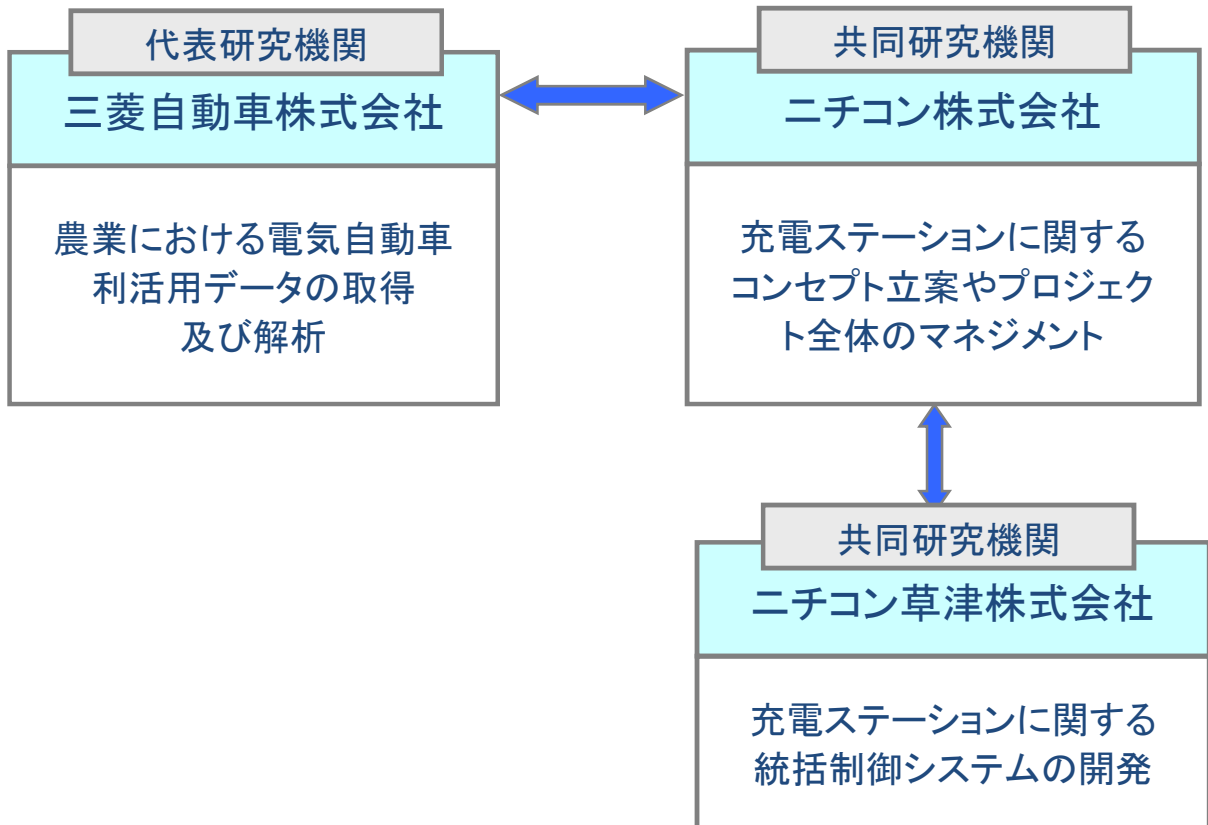 代表研究機関
三菱自動車株式会社
農業における電気自動車
利活用データの取得
及び解析
共同研究機関
ニチコン株式会社
充電ステーションに関する
コンセプト立案やプロジェク
ト全体のマネジメント
共同研究機関
ニチコン草津株式会社
充電ステーションに関する
統括制御システムの開発